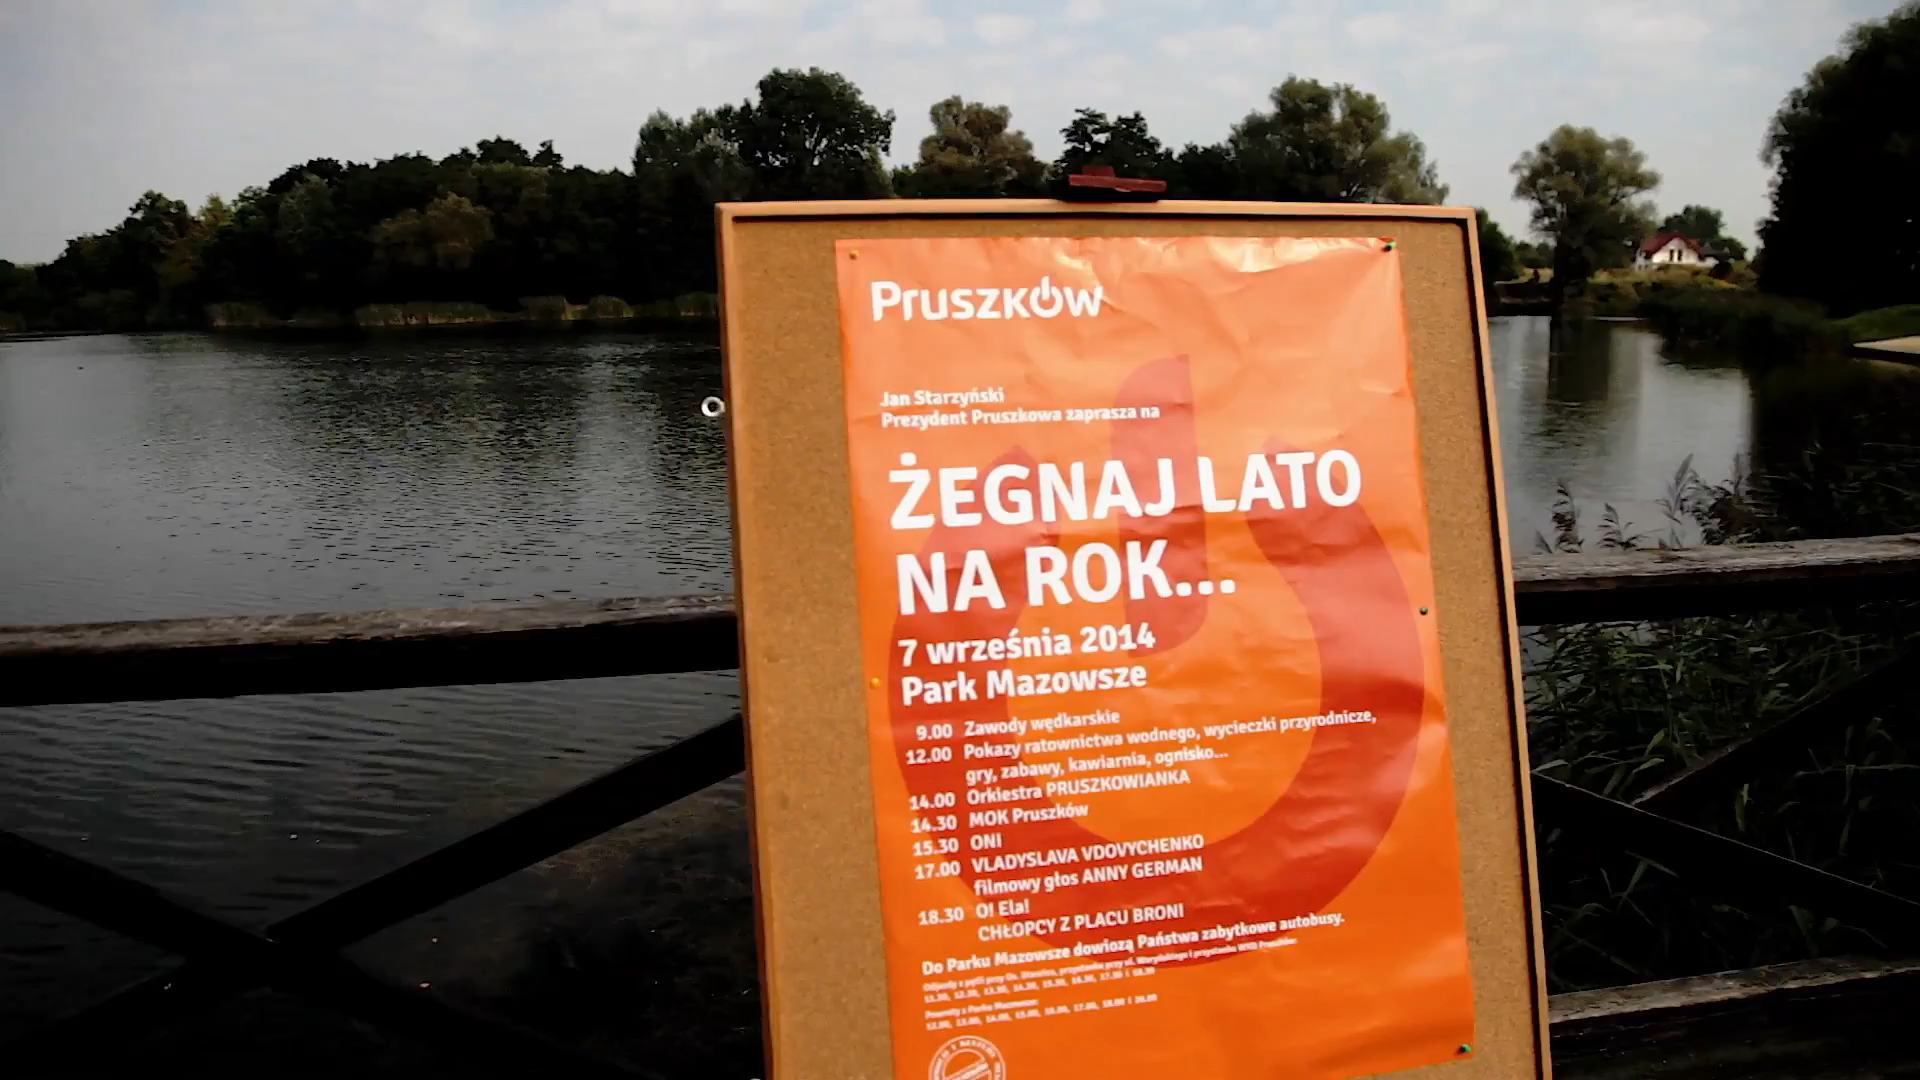 Pruszków
Jan Starzyński
Prezydent Pruszkowa zaprasza na
ŻEGNAJ LATO
NA ROK...
7 września 2014
Park Mazowsze
9.00 Zawody wędkarskie
12.00 Pokazy ratownictwa wodnego, wycieczki przyrodnicze,
gry, zabawy, kawiarnia, ognisko...
14.00 Orkiestra PRUSZKOWIANKA
14.30 MOK Pruszków
15.30 ONI
17.00 VLADYSLAVA VDOVYCHENKO
filmowy głos ANNY GERMAN
18.30 O! Ela!
CHŁOPCY Z PLACU BRONI
Do Parku Mazowsze dowiozą Państwa zabytkowe autobusy.
Powroty z Parku Mazowsze: